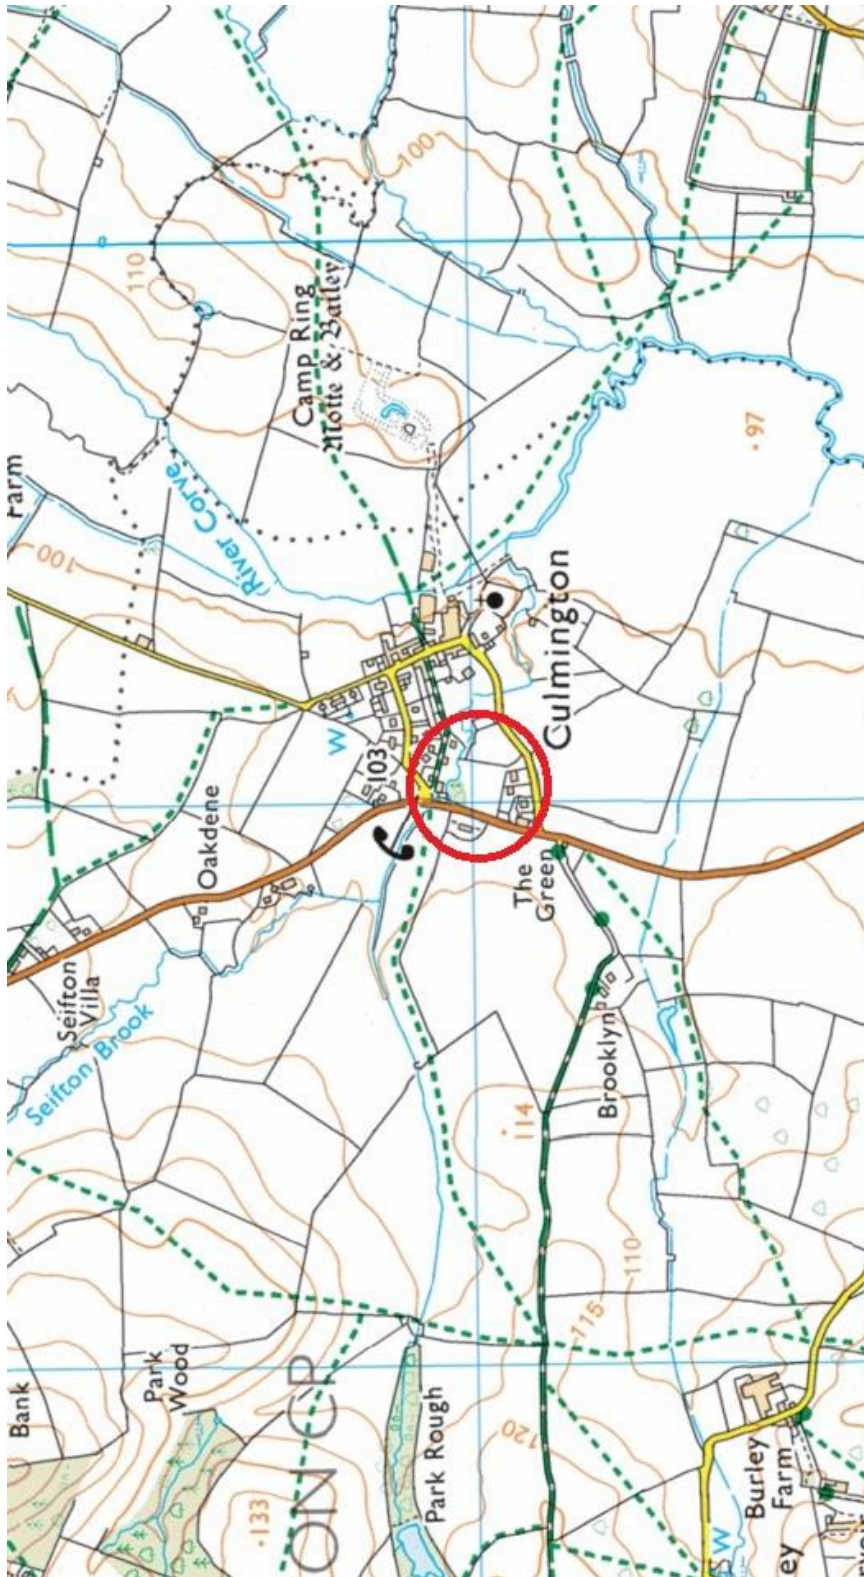 Bank
Farm
Seifton
Villa
100
Seifton Brook
Park
Wood
110
Oakdene
River Corve
133
ON CP
Camp Ring
Motte & Bailey
W
103
100
Park Rough
120
114
The
Green
Culmington
115
Brooklyn
110
W
97
Burley
Farm
ey